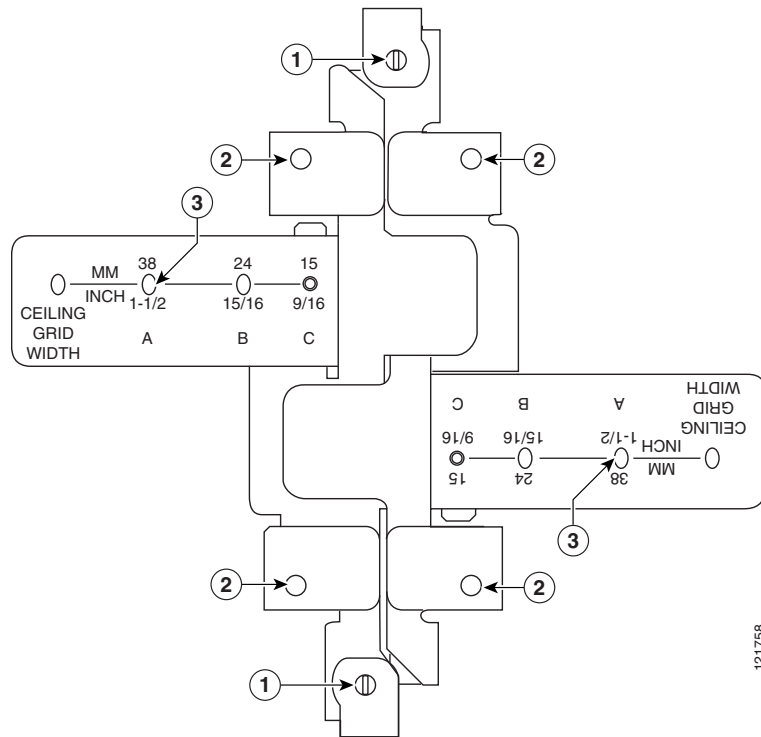 1
2
2
3
MM 38 24 15
INCH 1-1/2 15/16 9/16
CEILING
GRID
WIDTH
A B C
CEILING
GRID
WIDTH
A B C
INCH 1-1/2 15/16 9/16
MM 38 24 15
3
2
2
1
121758